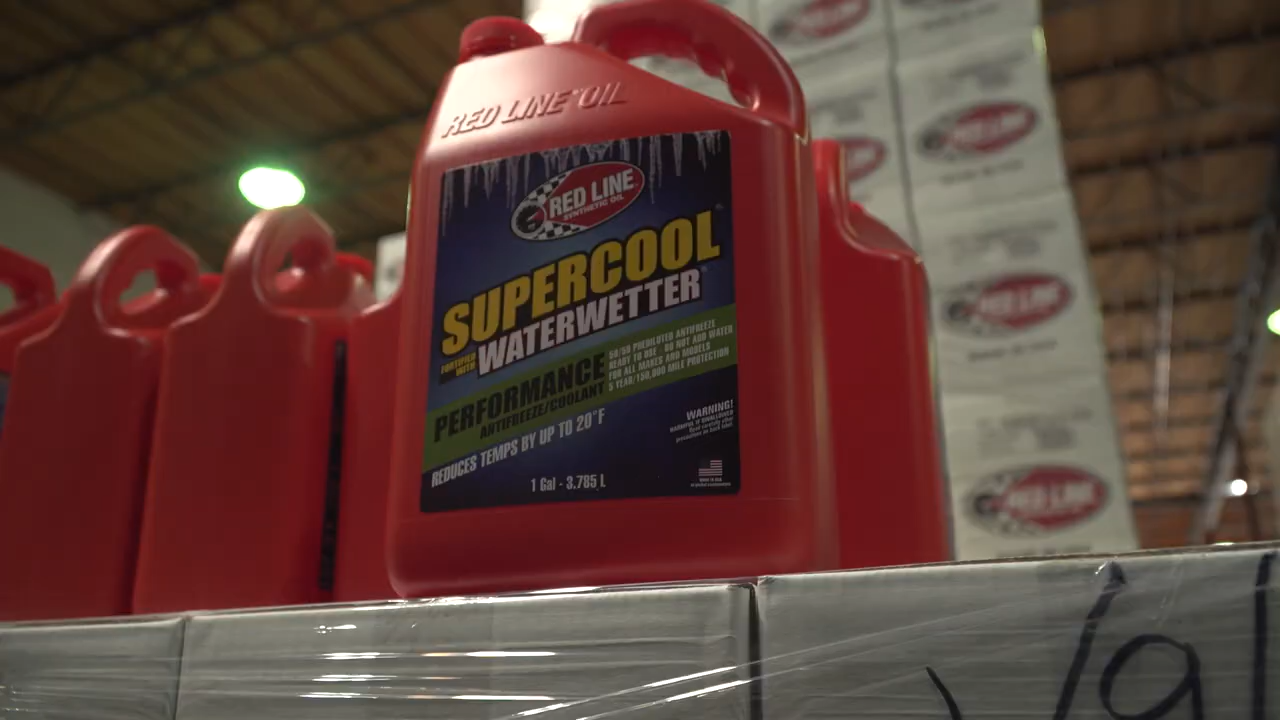 RED LINE OIL
RED LINE
SYNTHETIC OIL
SUPERCOOL
FORTIFIED WITH
WATERWETTER
PERFORMANCE
ANTIFREEZE/COOLANT
50/50 PREDILUTED ANTIFREEZE
READY TO USE - DO NOT ADD WATER
FOR ALL MAKES AND MODELS
5 YEAR/150,000 MILE PROTECTION
REDUCES TEMPS BY UP TO 20°F
WARNING!
HARMFUL IF SWALLOWED
1 Gal - 3.785 L
RED LINE
RED LINE
RED LINE